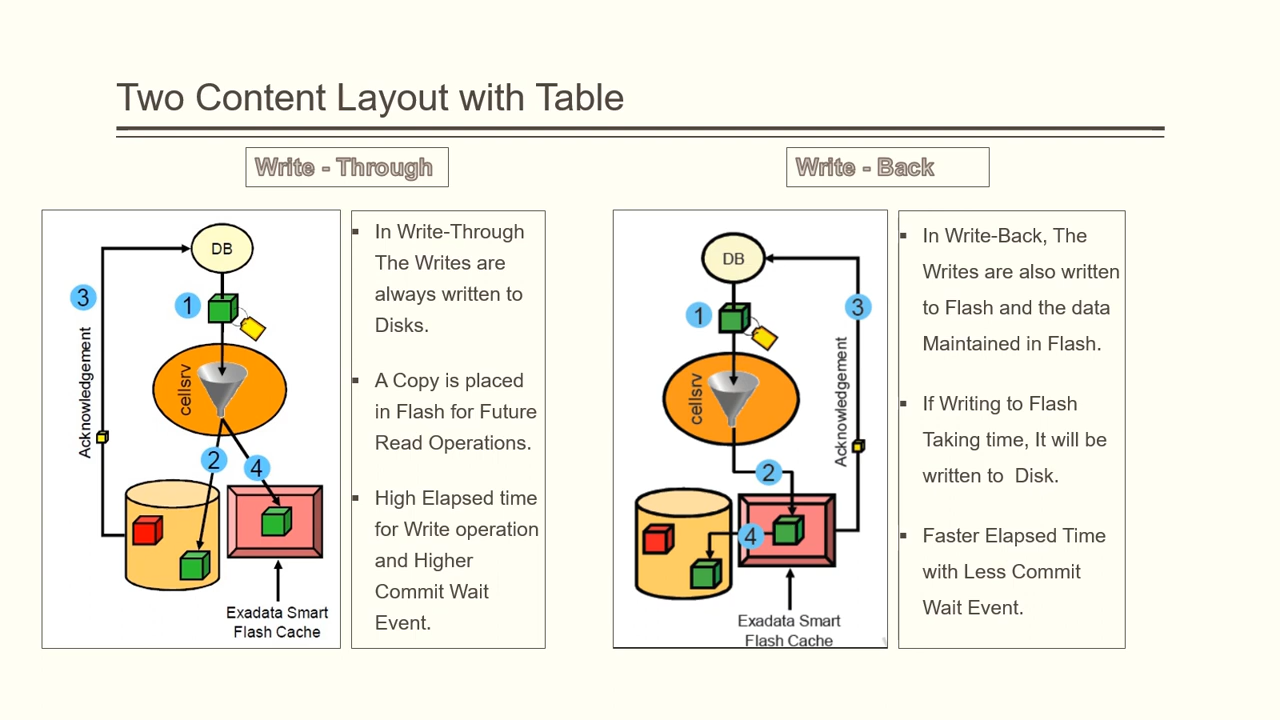 Two Content Layout with Table
Write - Through
Write - Back
DB
3
1
Acknowledgement
cellsrv
2
4
Exadata Smart
Flash Cache
▪ In Write-Through
The Writes are
always written to
Disks.
▪ A Copy is placed
in Flash for Future
Read Operations.
▪ High Elapsed time
for Write operation
and Higher
Commit Wait
Event.
DB
1
3
cellsrv
Acknowledgement
2
4
Exadata Smart
Flash Cache
▪ In Write-Back, The
Writes are also written
to Flash and the data
Maintained in Flash.
▪ If Writing to Flash
Taking time, It will be
written to  Disk.
▪ Faster Elapsed Time
with Less Commit
Wait Event.